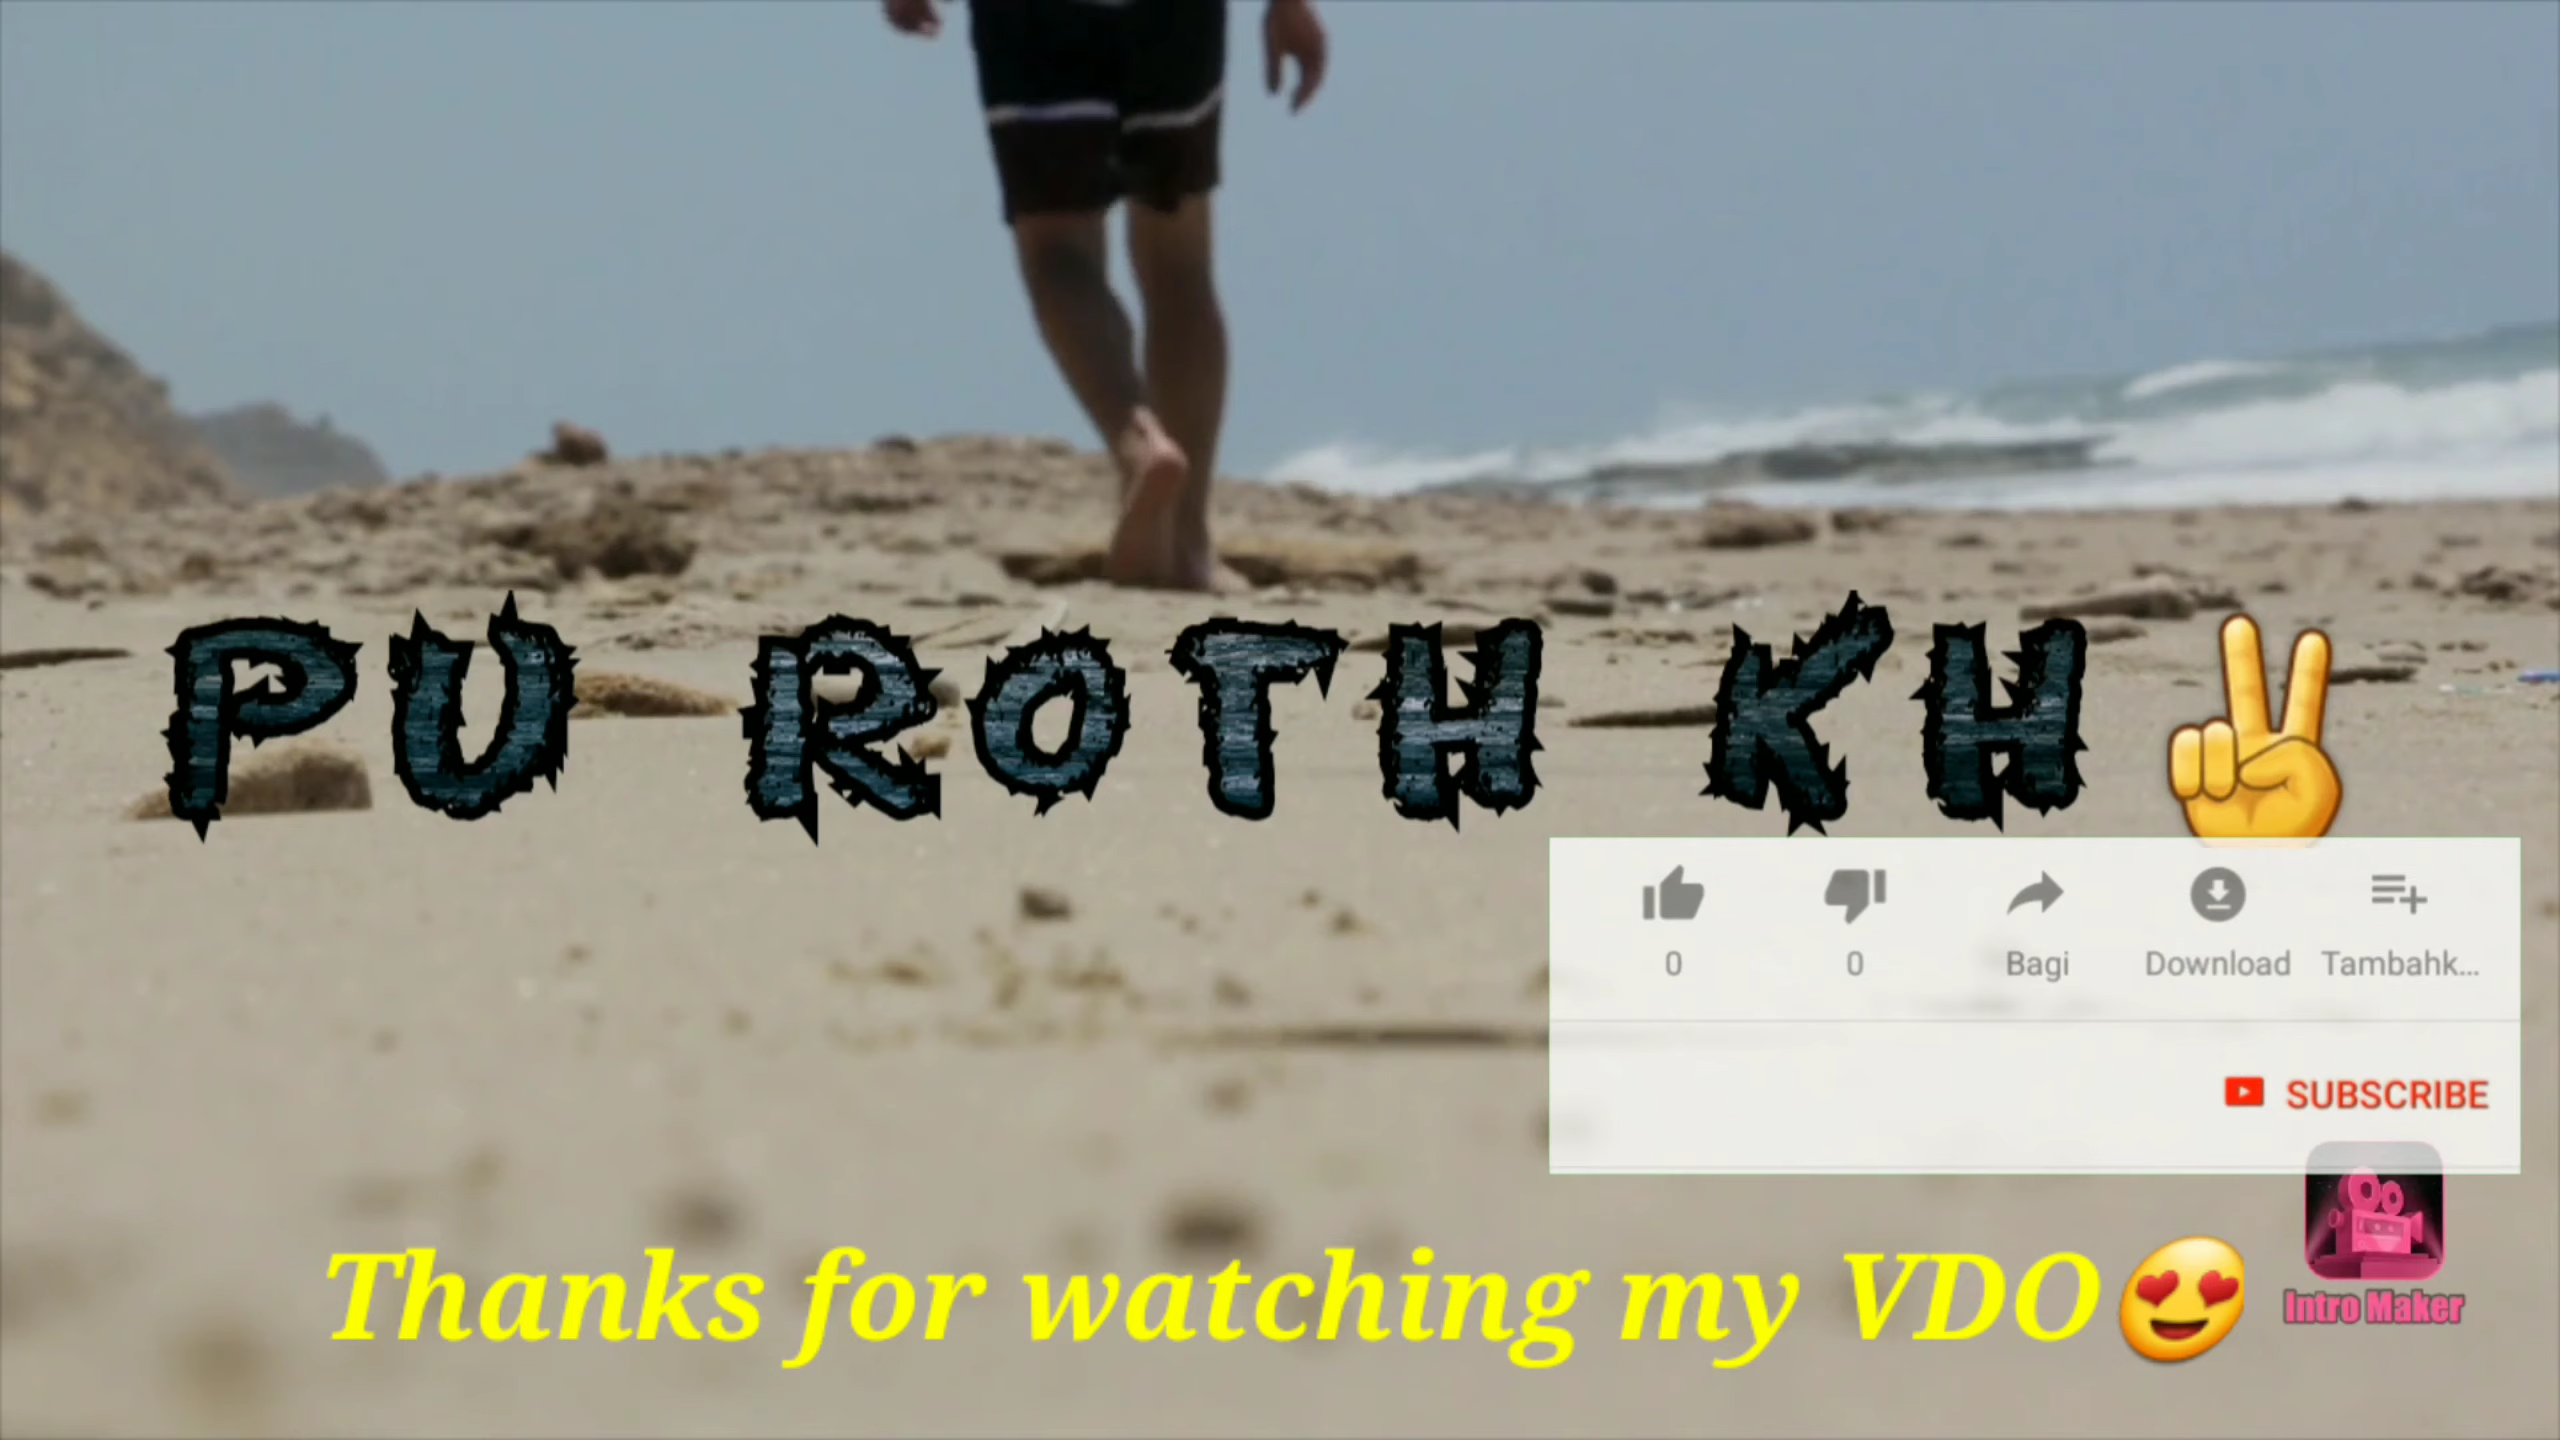 PU ROTH KH ✌
0 0 Bagi Download Tambahk...
SUBSCRIBE
Thanks for watching my VDO😍
Intro Maker